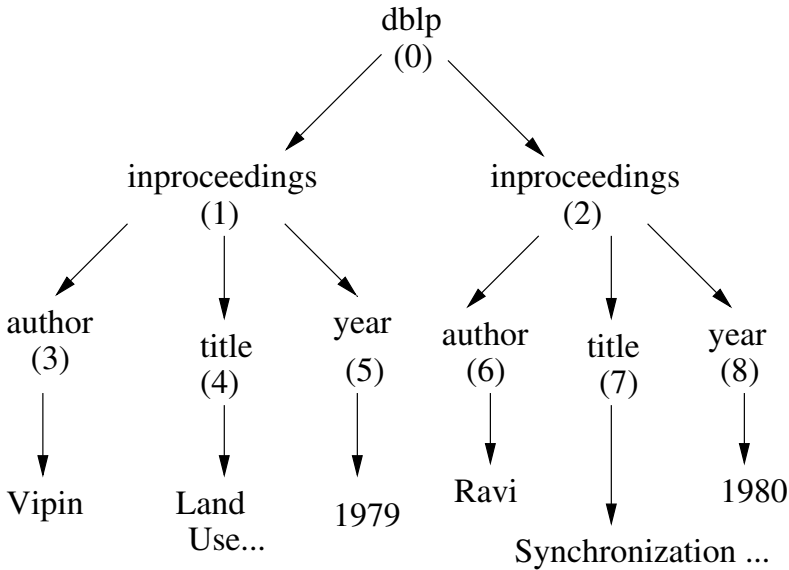 dblp
(0)
inproceedings
(1)
inproceedings
(2)
author
(3)
title
(4)
year
(5)
author
(6)
title
(7)
year
(8)
Vipin
Land
Use...
1979
Ravi
Synchronization ...
1980